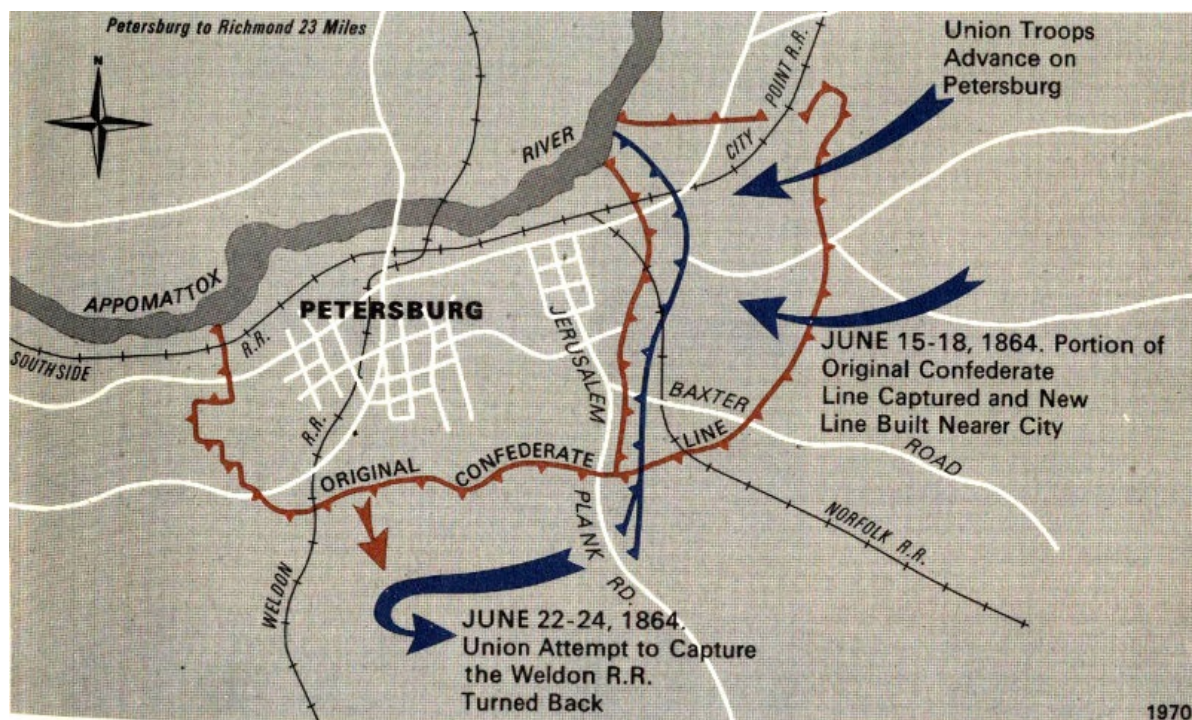 Petersburg to Richmond 23 Miles
N
Union Troops
Advance on
Petersburg
CITY POINT R.R.
RIVER
APPOMATTOX
PETERSBURG
SOUTHSIDE R.R.
JERUSALEM
PLANK
RD.
JUNE 15-18, 1864. Portion of
Original Confederate
Line Captured and New
Line Built Nearer City
BAXTER
ROAD
ORIGINAL CONFEDERATE LINE
NORFOLK R.R.
WELDON
R.R.
JUNE 22-24, 1864.
Union Attempt to Capture
the Weldon R.R.
Turned Back
1970